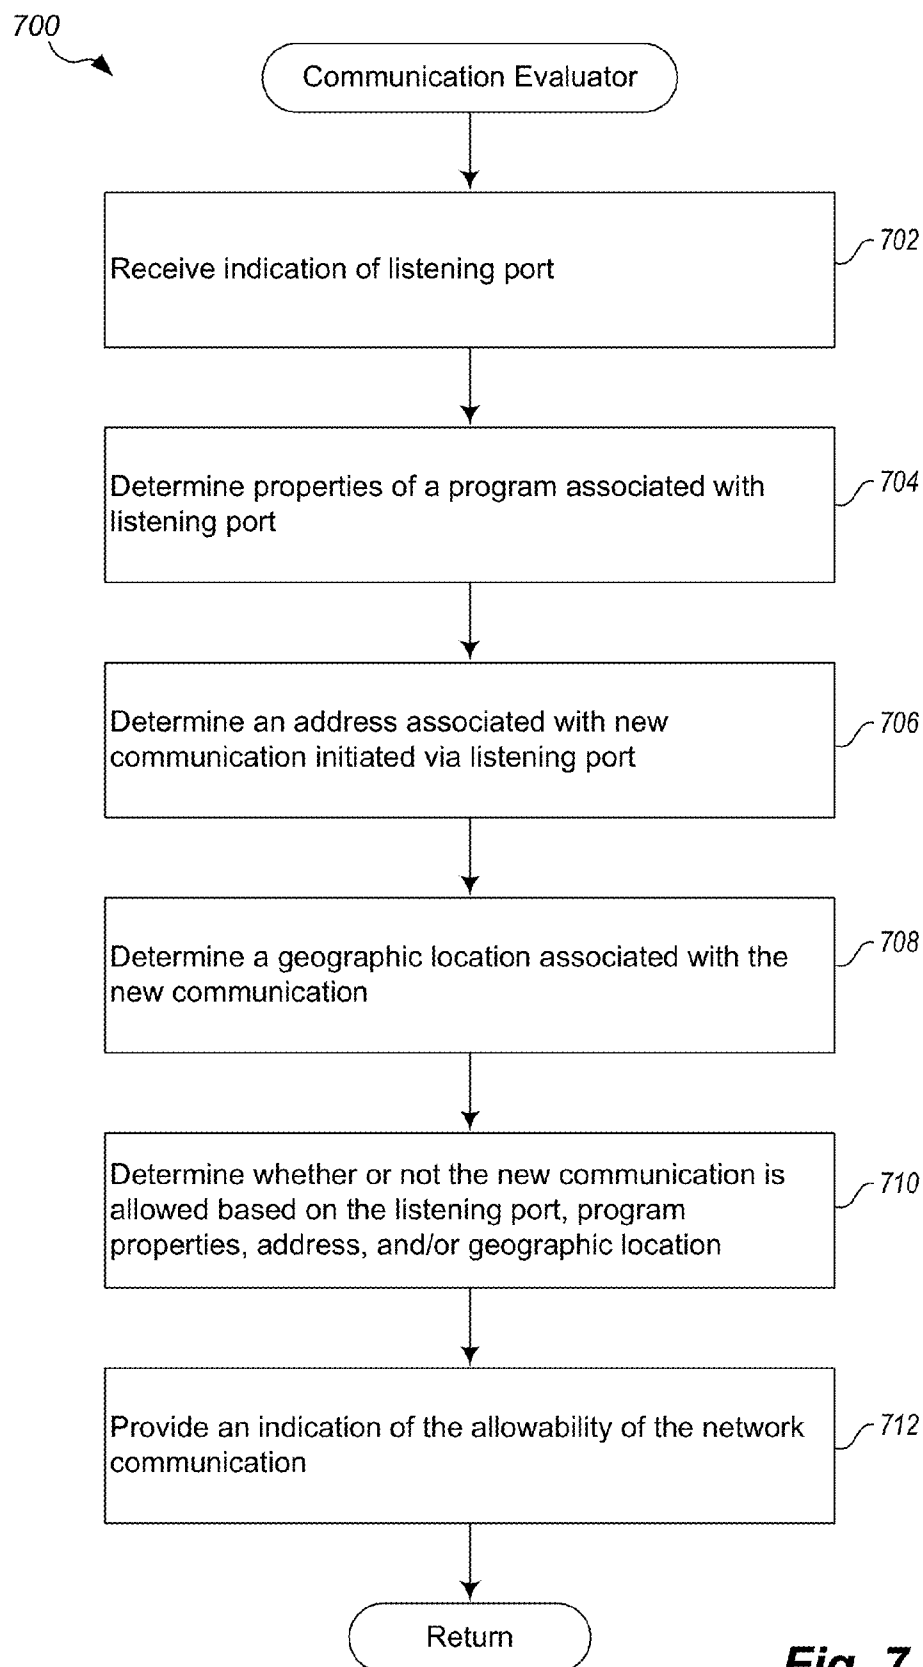 700
Communication Evaluator
Receive indication of listening port
702
Determine properties of a program associated with
listening port
704
Determine an address associated with new
communication initiated via listening port
706
Determine a geographic location associated with the
new communication
708
Determine whether or not the new communication is
allowed based on the listening port, program
properties, address, and/or geographic location
710
Provide an indication of the allowability of the network
communication
712
Return
Fig. 7